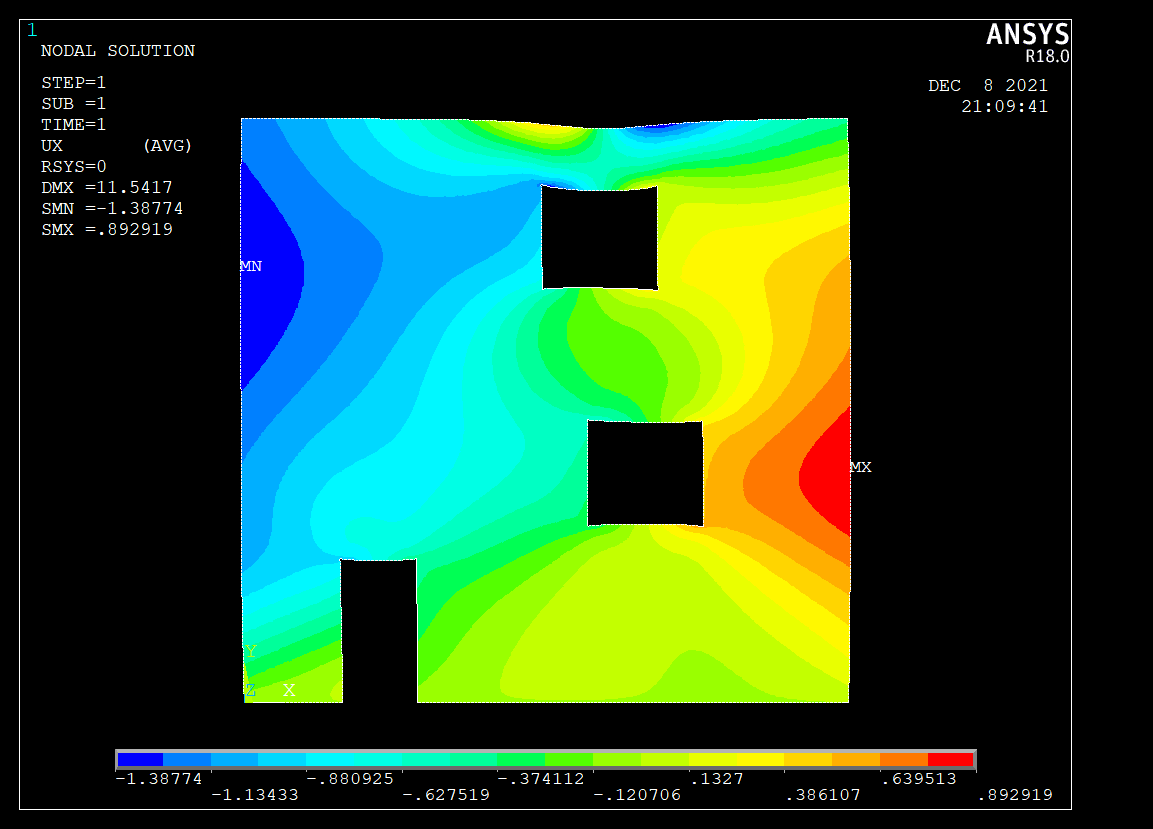 1
ANSYS
R18.0
NODAL SOLUTION
STEP=1
SUB =1
TIME=1
UX (AVG)
RSYS=0
DMX =11.5417
SMN =-1.38774
SMX =.892919
DEC 8 2021
21:09:41
MN
MX
Y
Z X
-1.38774 -.880925 -.374112 .1327 .639513
-1.13433 -.627519 -.120706 .386107 .892919